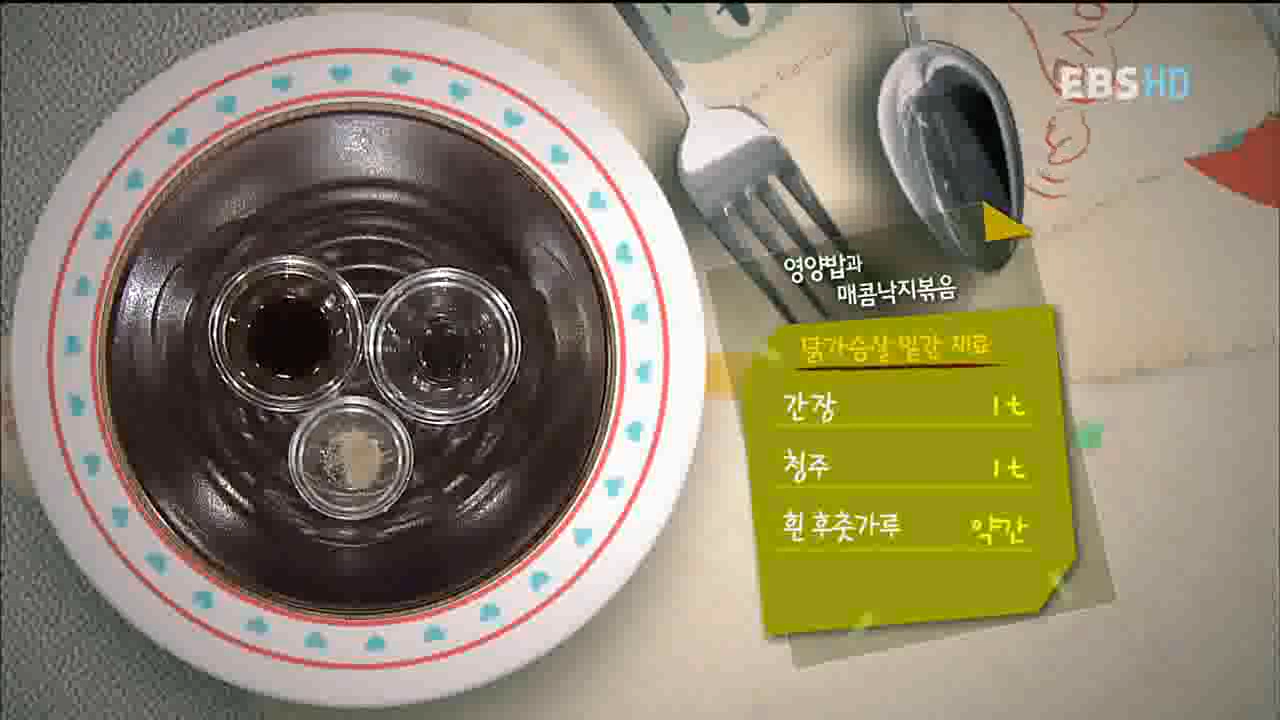 EBS HD
영양밥과
매콤낙지볶음
닭가슴살 밑간 재료
간장 1t
청주 1t
흰 후춧가루 약간